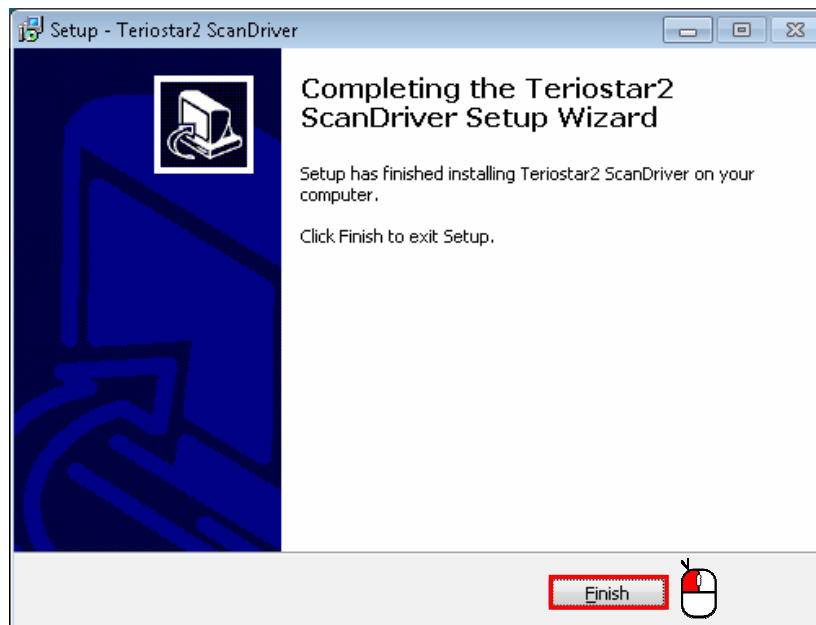 Setup - Teriostar2 ScanDriver
Completing the Teriostar2
ScanDriver Setup Wizard
Setup has finished installing Teriostar2 ScanDriver on your
computer.
Click Finish to exit Setup.
Finish